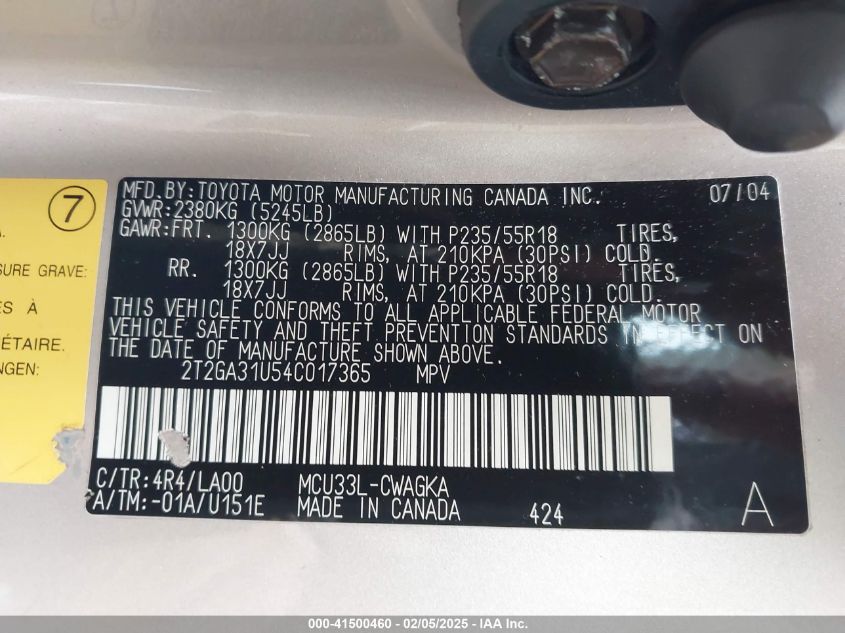 7
A.
SURE GRAVE:
ES À
ÉTAIRE.
NGEN:
MFD.BY:TOYOTA MOTOR MANUFACTURING CANADA INC. 07/04
GVWR:2380KG (5245LB)
GAWR:FRT. 1300KG (2865LB) WITH P235/55R18 TIRES,
18X7JJ RIMS, AT 210KPA (30PSI) COLD.
RR. 1300KG (2865LB) WITH P235/55R18 TIRES,
18X7JJ RIMS, AT 210KPA (30PSI) COLD.
THIS VEHICLE CONFORMS TO ALL APPLICABLE FEDERAL MOTOR
VEHICLE SAFETY AND THEFT PREVENTION STANDARDS IN EFFECT ON
THE DATE OF MANUFACTURE SHOWN ABOVE.
2T2GA31U54C017365 MPV
C/TR:4R4/LA00 MCU33L-CWAGKA
A/TM:-01A/U151E MADE IN CANADA 424 A
000-41500460 - 02/05/2025 - IAA Inc.